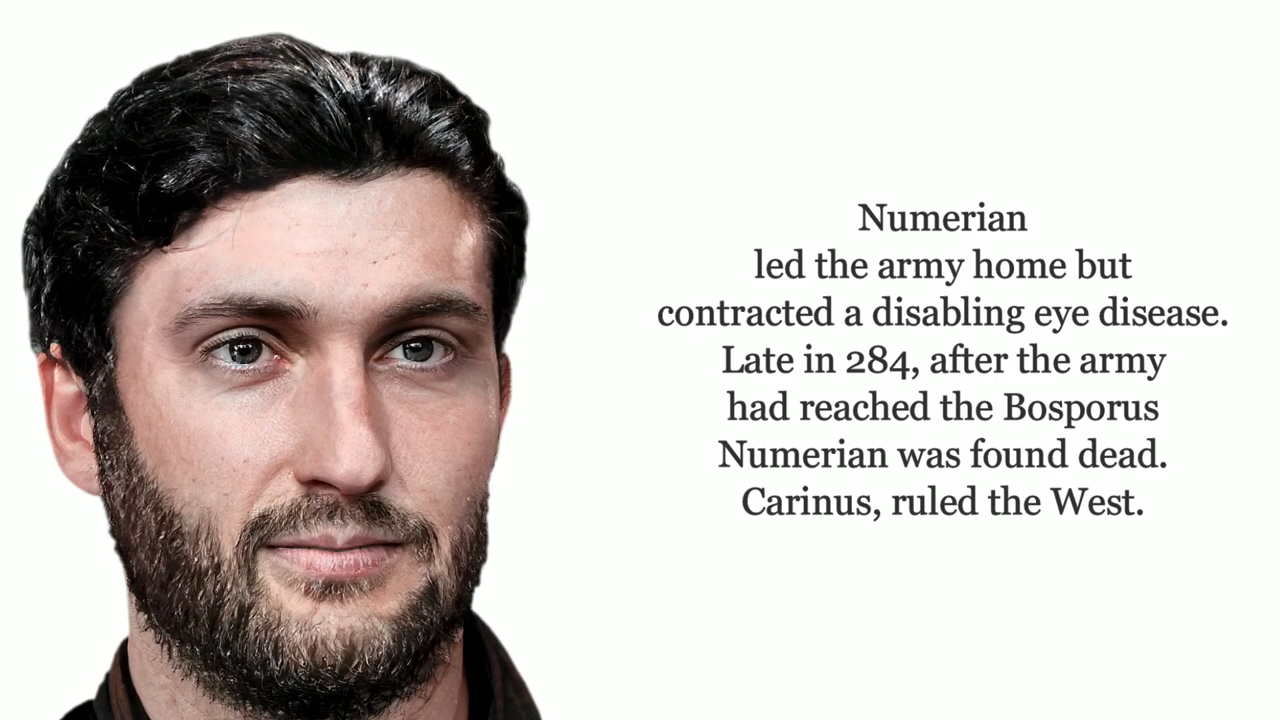 Numerian
led the army home but
contracted a disabling eye disease.
Late in 284, after the army
had reached the Bosporus
Numerian was found dead.
Carinus, ruled the West.